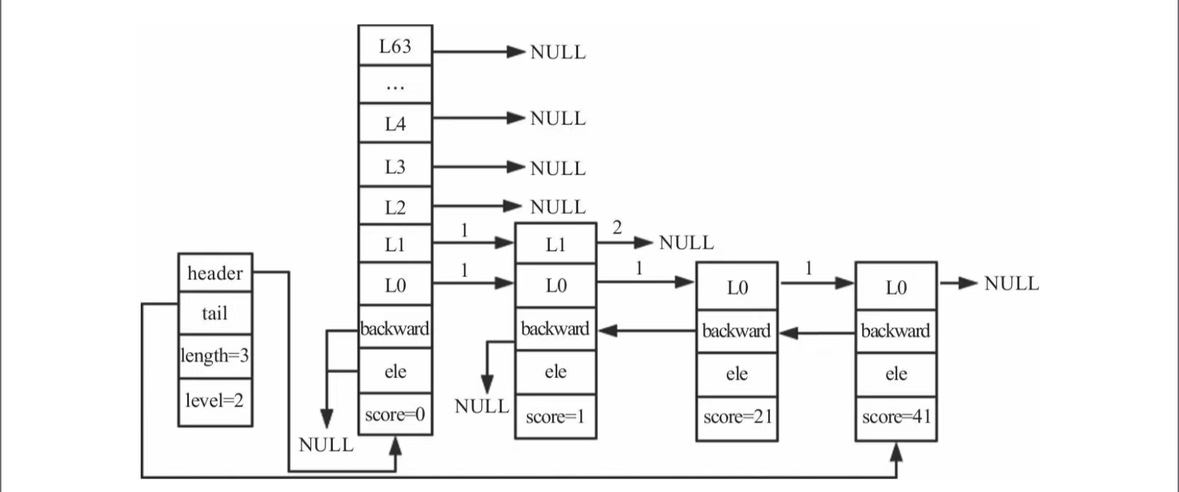 L63
NULL
...
L4
NULL
L3
NULL
L2
NULL
L1
1
L1
2
NULL
header
tail
length=3
level=2
L0
1
L0
1
L0
1
L0
NULL
backward
backward
backward
backward
ele
ele
ele
ele
score=0
score=1
score=21
score=41
NULL
NULL